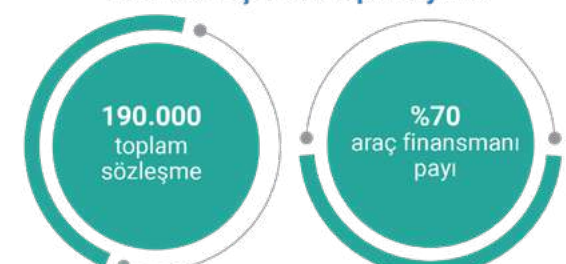 190.000
toplam
sözleşme
%70
araç finansmanı
payı